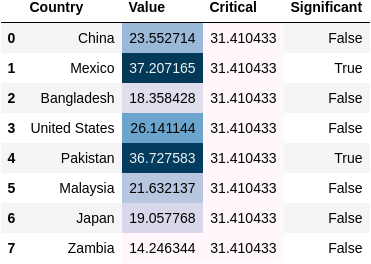 Country Value Critical Significant
0 China 23.552714 31.410433 False
1 Mexico 37.207165 31.410433 True
2 Bangladesh 18.358428 31.410433 False
3 United States 26.141144 31.410433 False
4 Pakistan 36.727583 31.410433 True
5 Malaysia 21.632137 31.410433 False
6 Japan 19.057768 31.410433 False
7 Zambia 14.246344 31.410433 False